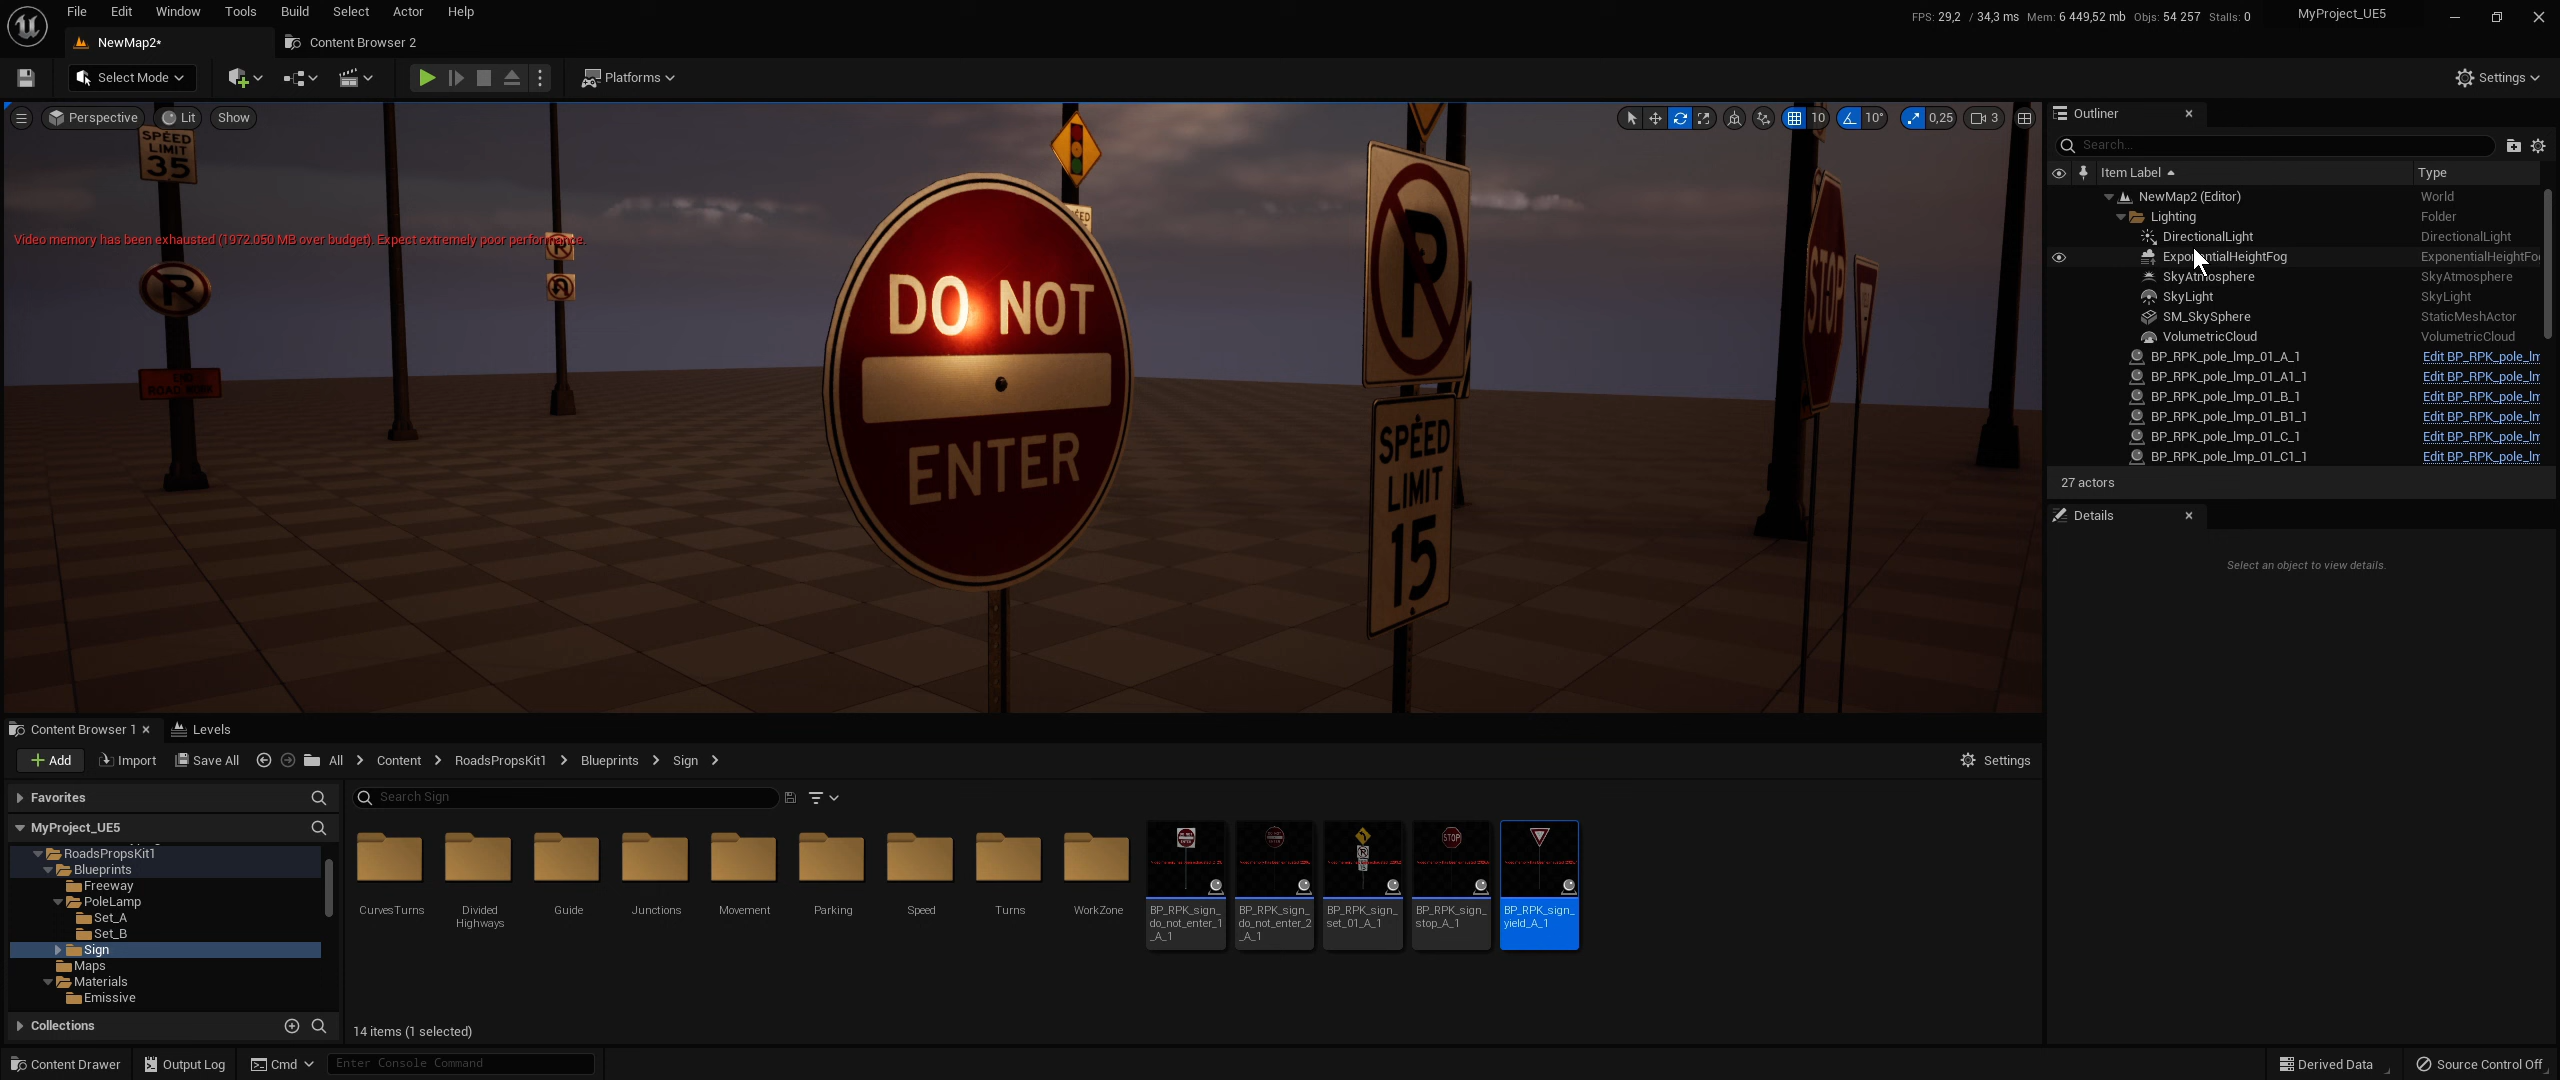 File Edit Window Tools Build Select Actor Help
FPS: 29,2 / 34,3 ms Mem: 6 449,52 mb Objs: 54 257 Stalls: 0
MyProject_UE5
NewMap2*
Content Browser 2
Select Mode
Platforms
Settings
Perspective
Lit
Show
10
10°
0,25
3
SPEED
LIMIT
35
Video memory has been exhausted (1972.050 MB over budget). Expect extremely poor performance.
ROAD WORK
DO NOT
ENTER
P
SPEED
LIMIT
15
STOP
Outliner
Search...
Item Label
Type
NewMap2 (Editor) World
Lighting Folder
DirectionalLight DirectionalLight
ExponentialHeightFog ExponentialHeightFo
SkyAtmosphere SkyAtmosphere
SkyLight SkyLight
SM_SkySphere StaticMeshActor
VolumetricCloud VolumetricCloud
BP_RPK_pole_lmp_01_A_1 Edit BP_RPK_pole_lm
BP_RPK_pole_lmp_01_A1_1 Edit BP_RPK_pole_lm
BP_RPK_pole_lmp_01_B_1 Edit BP_RPK_pole_lm
BP_RPK_pole_lmp_01_B1_1 Edit BP_RPK_pole_lm
BP_RPK_pole_lmp_01_C_1 Edit BP_RPK_pole_lm
BP_RPK_pole_lmp_01_C1_1 Edit BP_RPK_pole_lm
27 actors
Details
Select an object to view details.
Content Browser 1
Levels
Add
Import
Save All
All
Content
RoadsPropsKit1
Blueprints
Sign
Settings
Favorites
MyProject_UE5
RoadsPropsKit1
Blueprints
Freeway
PoleLamp
Set_A
Set_B
Sign
Maps
Materials
Emissive
Collections
Search Sign
CurvesTurns
Divided
Highways
Guide
Junctions
Movement
Parking
Speed
Turns
WorkZone
BP_RPK_sign_
do_not_enter_1
_A_1
BP_RPK_sign_
do_not_enter_2
_A_1
BP_RPK_sign_
set_01_A_1
STOP
BP_RPK_sign_
stop_A_1
BP_RPK_sign_
yield_A_1
14 items (1 selected)
Content Drawer
Output Log
Cmd
Enter Console Command
Derived Data
Source Control Off